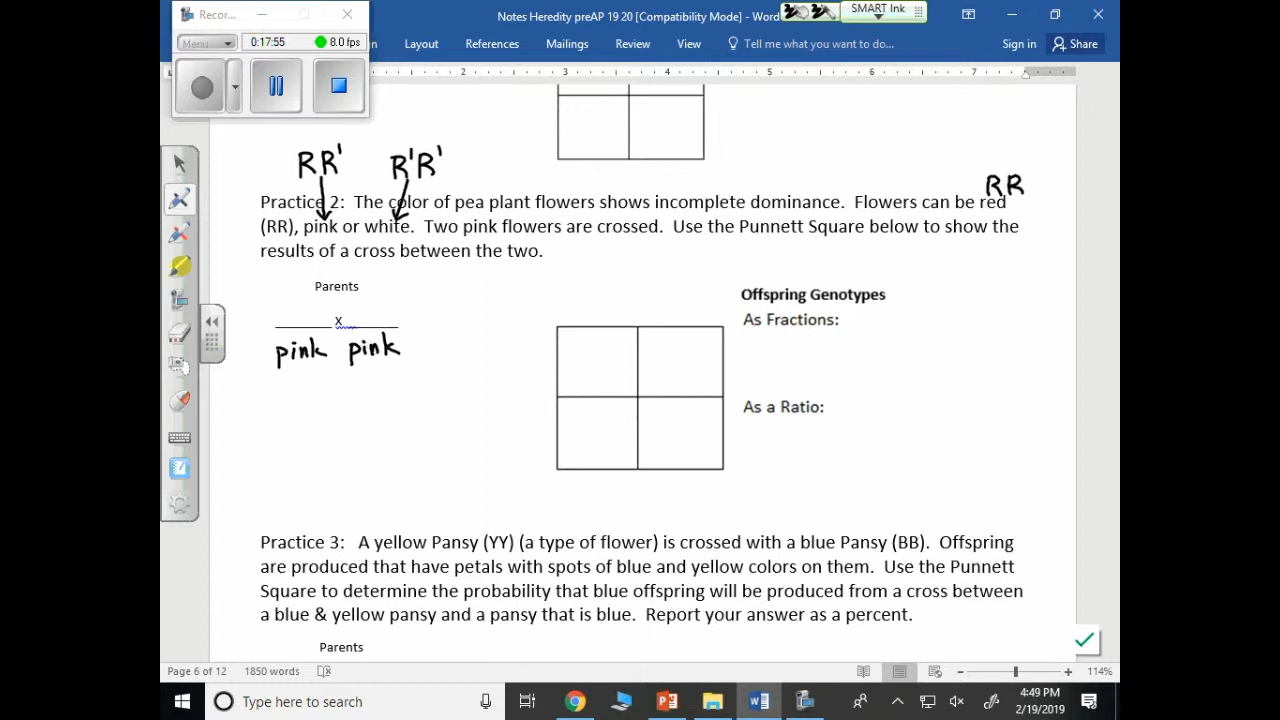 Recor...
Notes Heredity preAP 19 20 [Compatibility Mode] - Word
SMART Ink
Menu
0:17:55
8.0 fps
Layout
References
Mailings
Review
View
Tell me what you want to do...
Sign in
Share
2 3 4 5 6 7
RR' R'R'
RR
Practice 2: The color of pea plant flowers shows incomplete dominance. Flowers can be red
(RR), pink or white. Two pink flowers are crossed. Use the Punnett Square below to show the
results of a cross between the two.
Parents
x
pink pink
Offspring Genotypes
As Fractions:
As a Ratio:
Practice 3: A yellow Pansy (YY) (a type of flower) is crossed with a blue Pansy (BB). Offspring
are produced that have petals with spots of blue and yellow colors on them. Use the Punnett
Square to determine the probability that blue offspring will be produced from a cross between
a blue & yellow pansy and a pansy that is blue. Report your answer as a percent.
Parents
Page 6 of 12
1850 words
114%
Type here to search
4:49 PM
2/19/2019